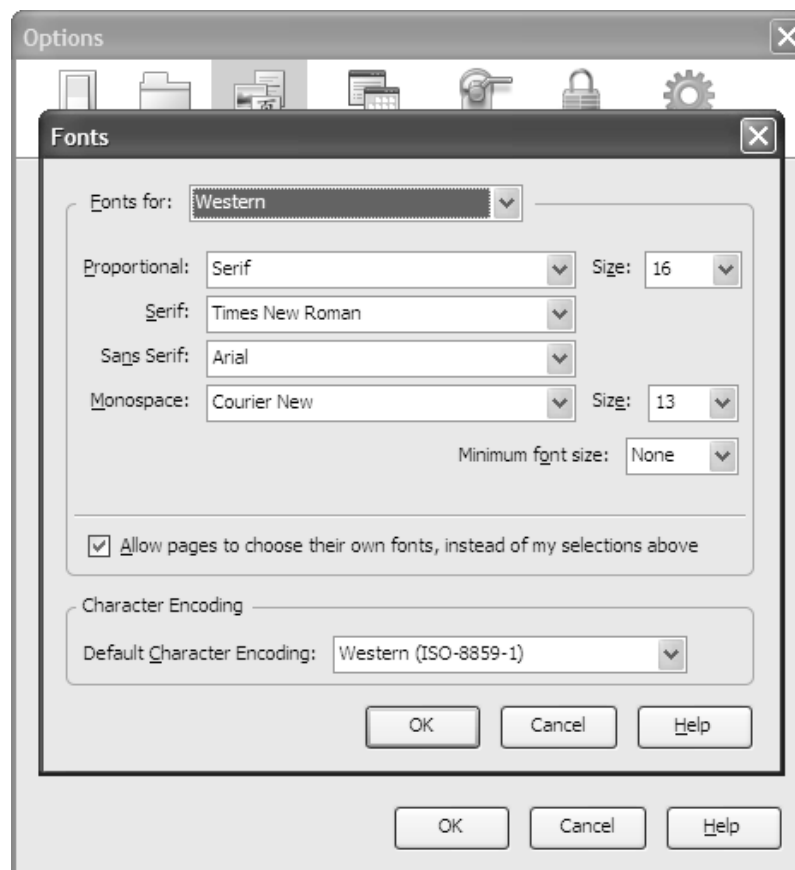 Options
Fonts
Fonts for: Western
Proportional: Serif Size: 16
Serif: Times New Roman
Sans Serif: Arial
Monospace: Courier New Size: 13
Minimum font size: None
Allow pages to choose their own fonts, instead of my selections above
Character Encoding
Default Character Encoding: Western (ISO-8859-1)
OK Cancel Help
OK Cancel Help